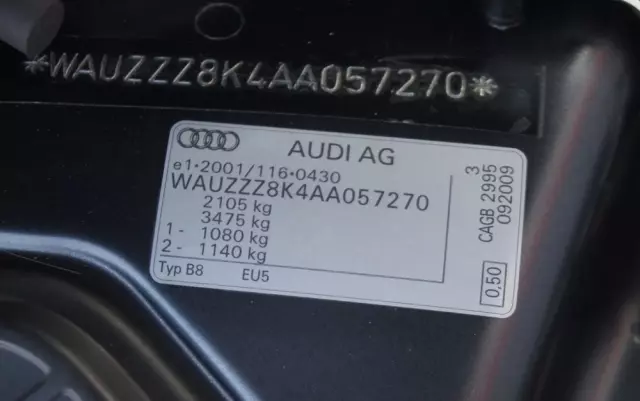 *WAUZZZ8K4AA057270*
AUDI AG
e1*2001/116*0430
WAUZZZ8K4AA057270
2105 kg
3475 kg
1 - 1080 kg
2 - 1140 kg
Typ B8 EU5
3
CAGB 2995
092009
0,50